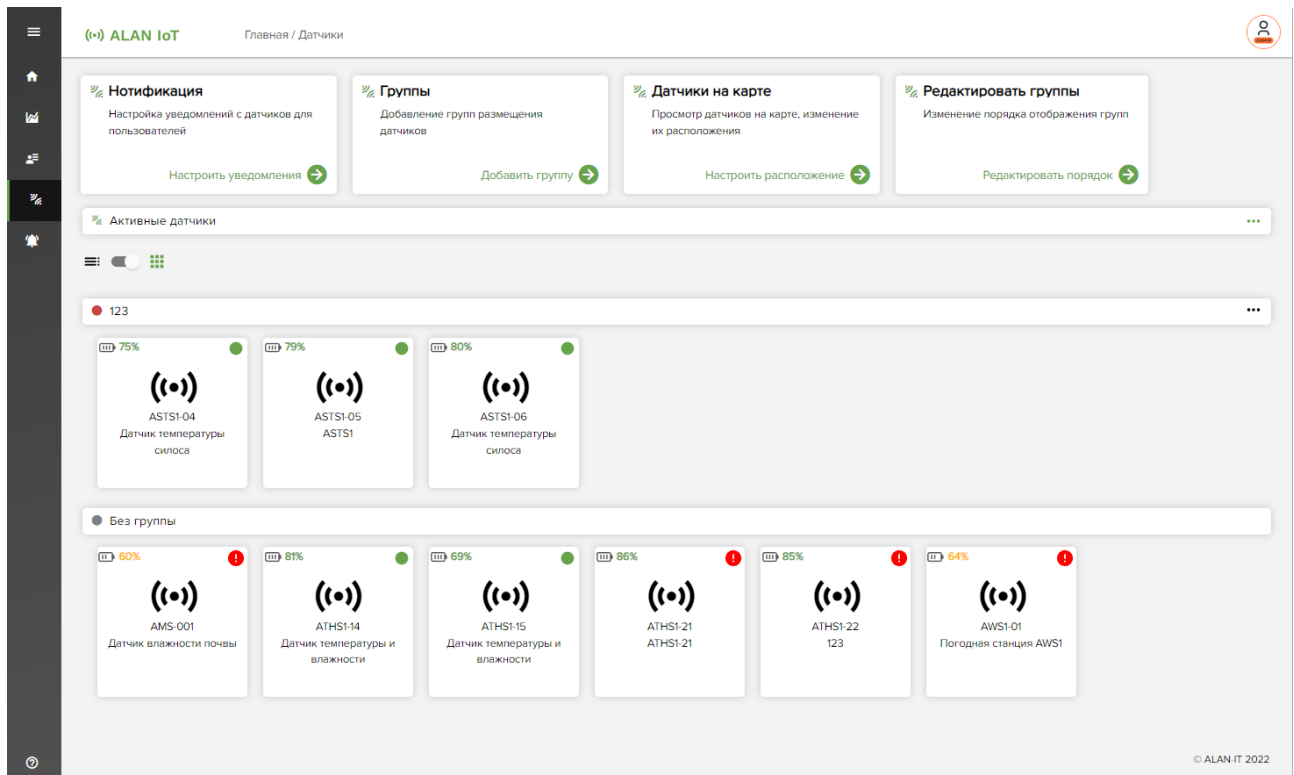 ALAN IoT
Главная / Датчики
ADMIN
Нотификация
Настройка уведомлений с датчиков для
пользователей
Настроить уведомления
Группы
Добавление групп размещения
датчиков
Добавить группу
Датчики на карте
Просмотр датчиков на карте, изменение
их расположения
Настроить расположение
Редактировать группы
Изменение порядка отображения групп
Редактировать порядок
Активные датчики
123
75%
ASTS1-04
Датчик температуры
силоса
79%
ASTS1-05
ASTS1
80%
ASTS1-06
Датчик температуры
силоса
Без группы
60%
AMS-001
Датчик влажности почвы
81%
ATHS1-14
Датчик температуры и
влажности
69%
ATHS1-15
Датчик температуры и
влажности
86%
ATHS1-21
ATHS1-21
85%
ATHS1-22
123
64%
AWS1-01
Погодная станция AWS1
© ALAN-IT 2022